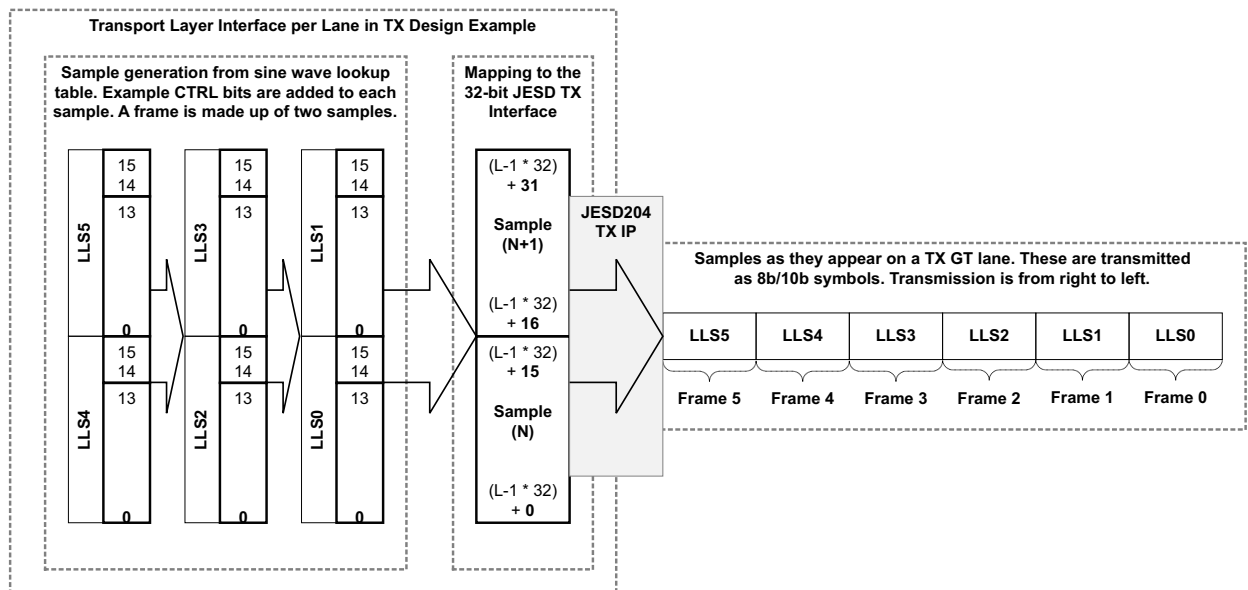 Transport Layer Interface per Lane in TX Design Example
Sample generation from sine wave lookup
table. Example CTRL bits are added to each
sample. A frame is made up of two samples.
LLS5
15
14
13
0
LLS4
15
14
13
0
LLS3
15
14
13
0
LLS2
15
14
13
0
LLS1
15
14
13
0
LLS0
15
14
13
0
Mapping to the
32-bit JESD TX
Interface
(L-1 * 32)
+ 31
Sample
(N+1)
(L-1 * 32)
+ 16
(L-1 * 32)
+ 15
Sample
(N)
(L-1 * 32)
+ 0
JESD204
TX IP
Samples as they appear on a TX GT lane. These are transmitted
as 8b/10b symbols. Transmission is from right to left.
LLS5 LLS4 LLS3 LLS2 LLS1 LLS0
Frame 5 Frame 4 Frame 3 Frame 2 Frame 1 Frame 0